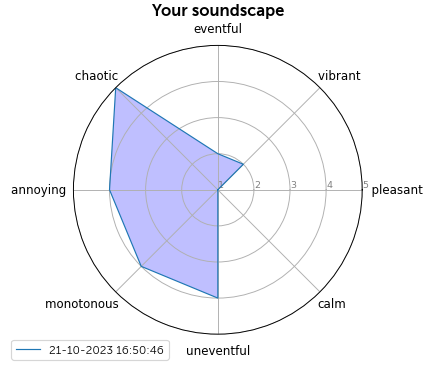 Your soundscape
eventful
chaotic
vibrant
annoying
1
2
3
4
5
pleasant
monotonous
calm
uneventful
21-10-2023 16:50:46